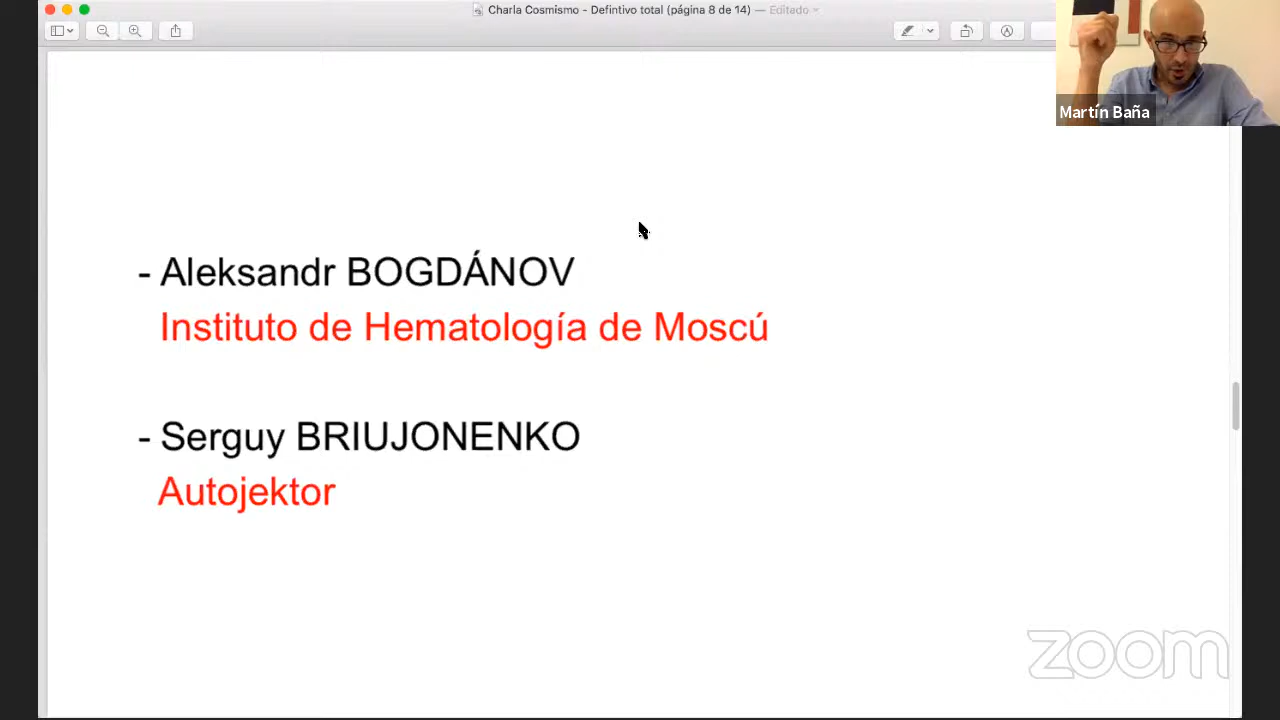 Charla Cosmismo - Defintivo total (página 8 de 14) — Editado
Martín Baña
- Aleksandr BOGDÁNOV
Instituto de Hematología de Moscú
- Serguy BRIUJONENKO
Autojektor
zoom